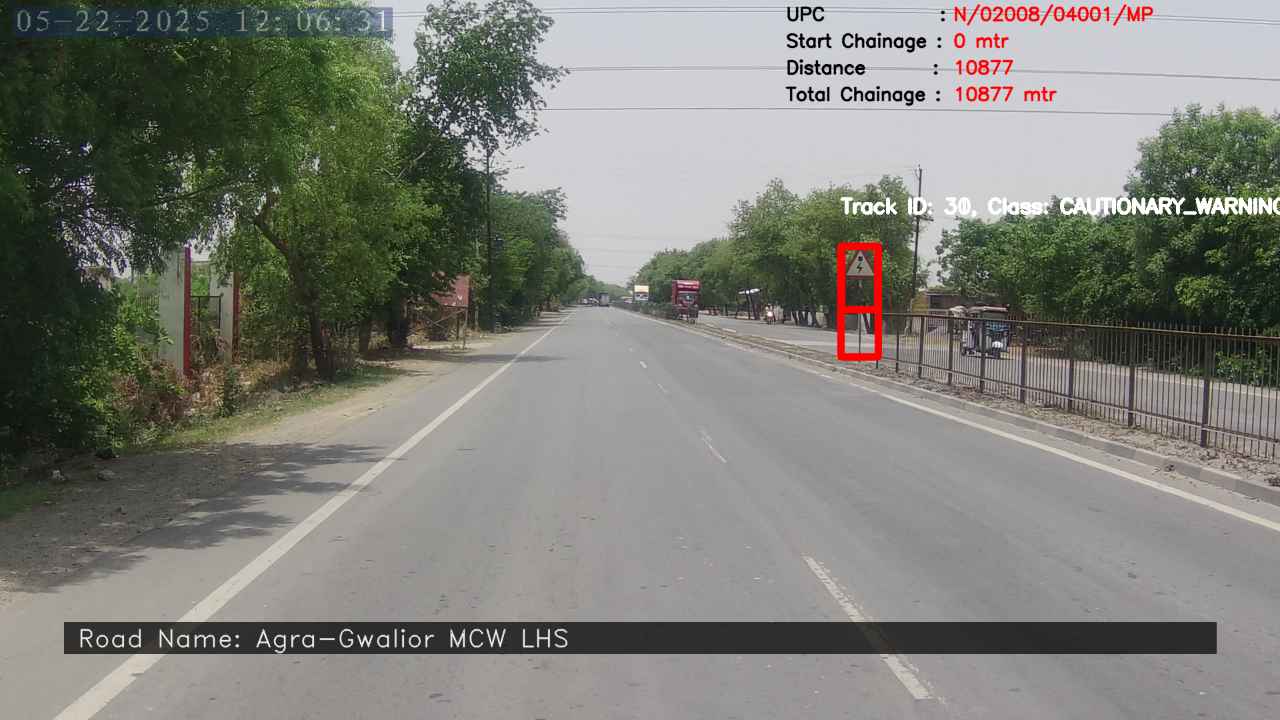 05-22-2025 12:06:31
UPC : N/02008/04001/MP
Start Chainage : 0 mtr
Distance : 10877
Total Chainage : 10877 mtr
Track ID: 30, Class: CAUTIONARY_WARNING
Road Name: Agra-Gwalior MCW LHS